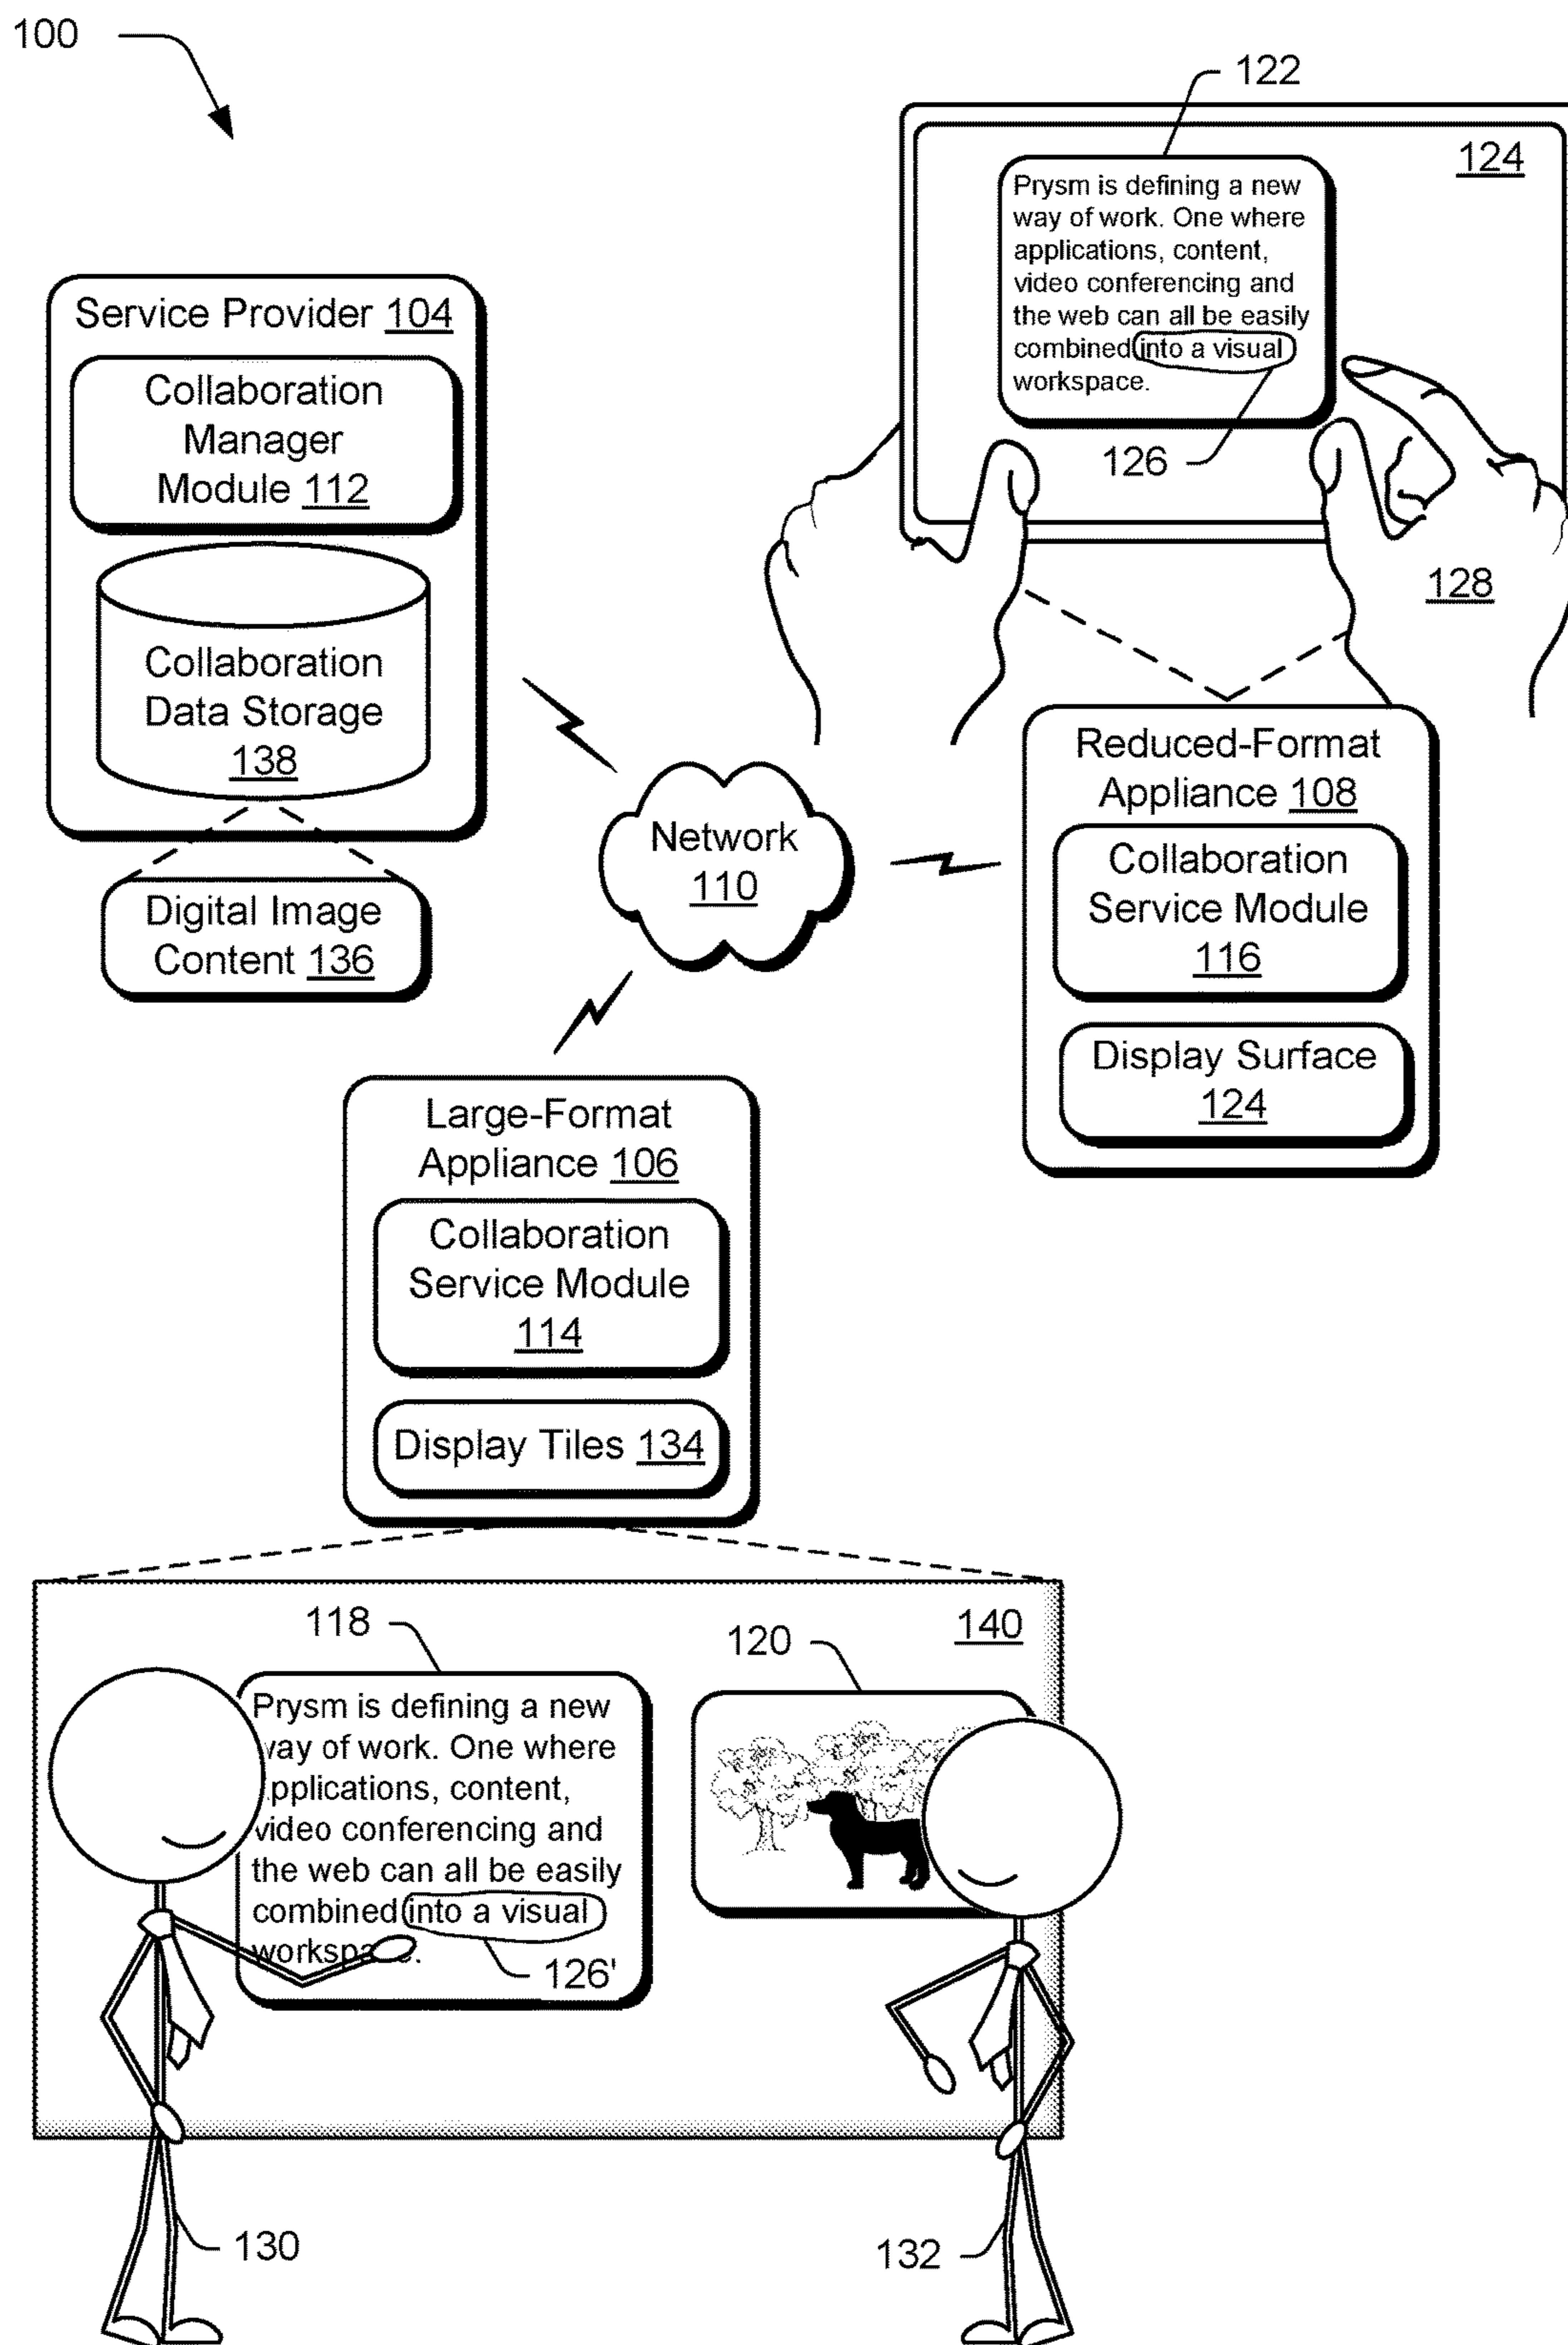 100
122
124
Prysm is defining a new
way of work. One where
applications, content,
video conferencing and
the web can all be easily
combined into a visual
workspace.
126
128
Service Provider 104
Collaboration
Manager
Module 112
Collaboration
Data Storage
138
Digital Image
Content 136
Network
110
Reduced-Format
Appliance 108
Collaboration
Service Module
116
Display Surface
124
Large-Format
Appliance 106
Collaboration
Service Module
114
Display Tiles 134
118
120
140
Prysm is defining a new
way of work. One where
applications, content,
video conferencing and
the web can all be easily
combined into a visual
workspace.
126'
130
132